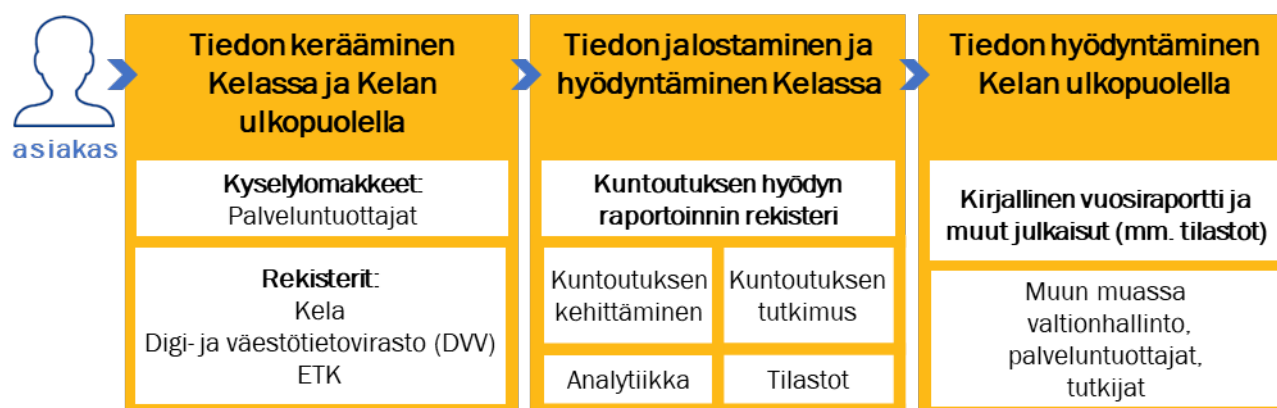 asiakas
Tiedon kerääminen
Kelassa ja Kelan
ulkopuolella
Kyselylomakkeet:
Palveluntuottajat
Rekisterit:
Kela
Digi- ja väestötietovirasto (DVV)
ETK
Tiedon jalostaminen ja
hyödyntäminen Kelassa
Kuntoutuksen hyödyn
raportoinnin rekisteri
Kuntoutuksen
kehittäminen
Kuntoutuksen
tutkimus
Analytiikka
Tilastot
Tiedon hyödyntäminen
Kelan ulkopuolella
Kirjallinen vuosiraportti ja
muut julkaisut (mm. tilastot)
Muun muassa
valtionhallinto,
palveluntuottajat,
tutkijat